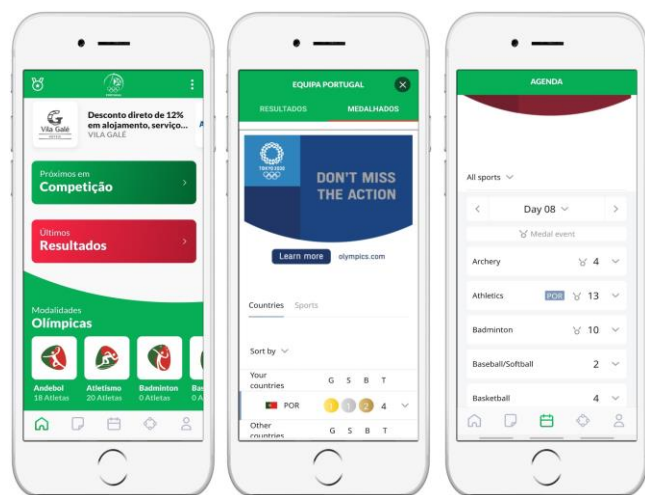 Vila Galé
Desconto direto de 12%
em alojamento, serviço...
VILA GALÉ
A
Próximos em
Competição
Últimos
Resultados
Modalidades
Olímpicas
Andebol
18 Atletas
Atletismo
20 Atletas
Badminton
0 Atletas
Bas
0 A
EQUIPA PORTUGAL
RESULTADOS
MEDALHADOS
TOKYO 2020
DON'T MISS
THE ACTION
Learn more
olympics.com
Countries
Sports
Sort by
Your
countries
G S B T
POR
1 1 2 4
Other
countries
G S B T
AGENDA
All sports
Day 08
Medal event
Archery 4
Athletics POR 13
Badminton 10
Baseball/Softball 2
Basketball 4